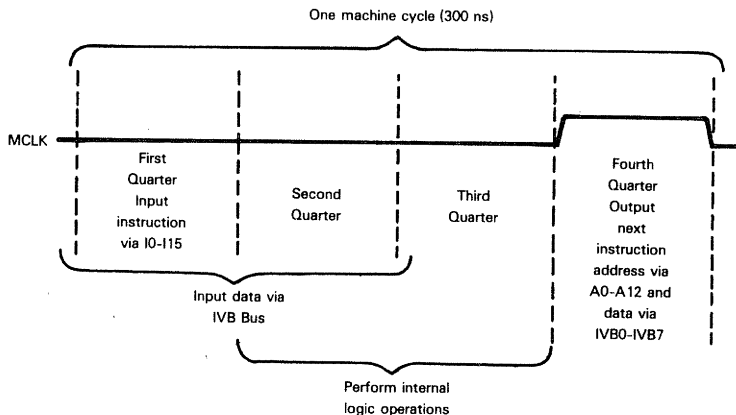 One machine cycle (300 ns)
MCLK
First
Quarter
Input
instruction
via I0-I15
Second
Quarter
Third
Quarter
Fourth
Quarter
Output
next
instruction
address via
A0-A12 and
data via
IVB0-IVB7
Input data via
IVB Bus
Perform internal
logic operations